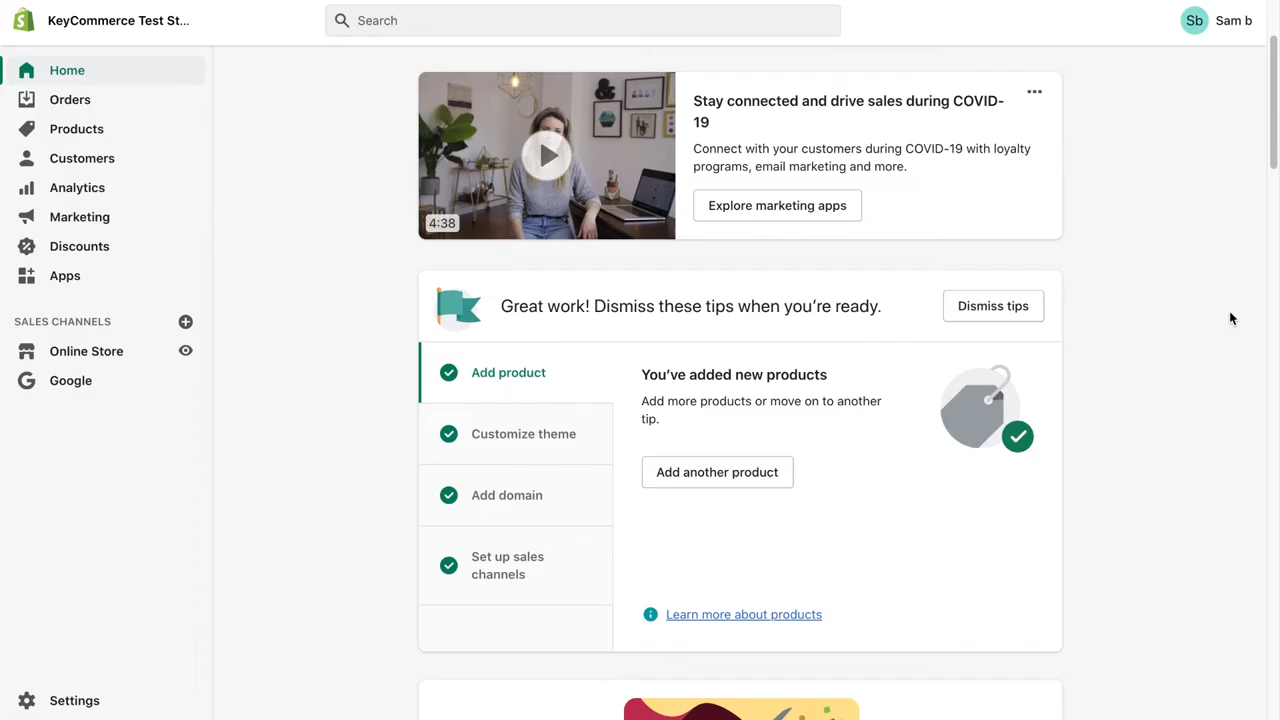 KeyCommerce Test St...
Search
Sb
Sam b
Home
Orders
Products
Customers
Analytics
Marketing
Discounts
Apps
SALES CHANNELS
Online Store
Google
Settings
4:38
Stay connected and drive sales during COVID-
19
Connect with your customers during COVID-19 with loyalty
programs, email marketing and more.
Explore marketing apps
Great work! Dismiss these tips when you’re ready.
Dismiss tips
Add product
Customize theme
Add domain
Set up sales
channels
You’ve added new products
Add more products or move on to another
tip.
Add another product
Learn more about products